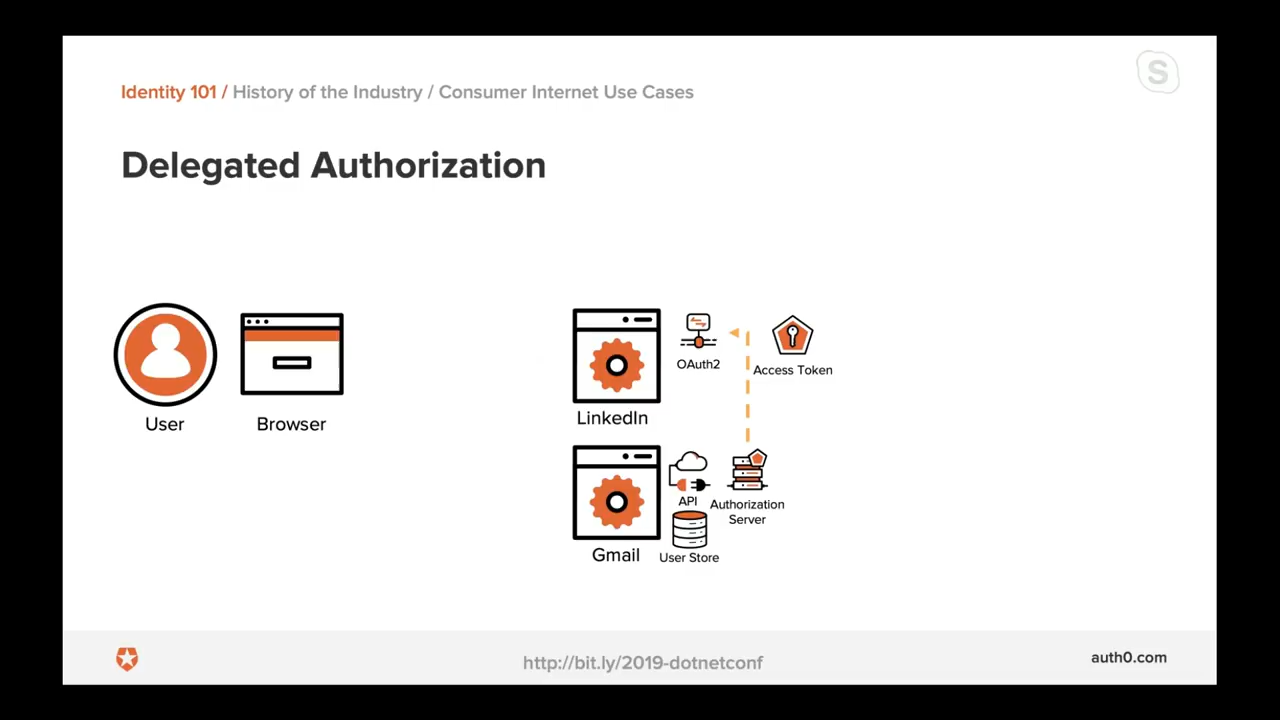 Identity 101 / History of the Industry / Consumer Internet Use Cases
S
Delegated Authorization
User
Browser
LinkedIn
OAuth2
Access Token
Gmail
API
Authorization
Server
User Store
http://bit.ly/2019-dotnetconf
auth0.com